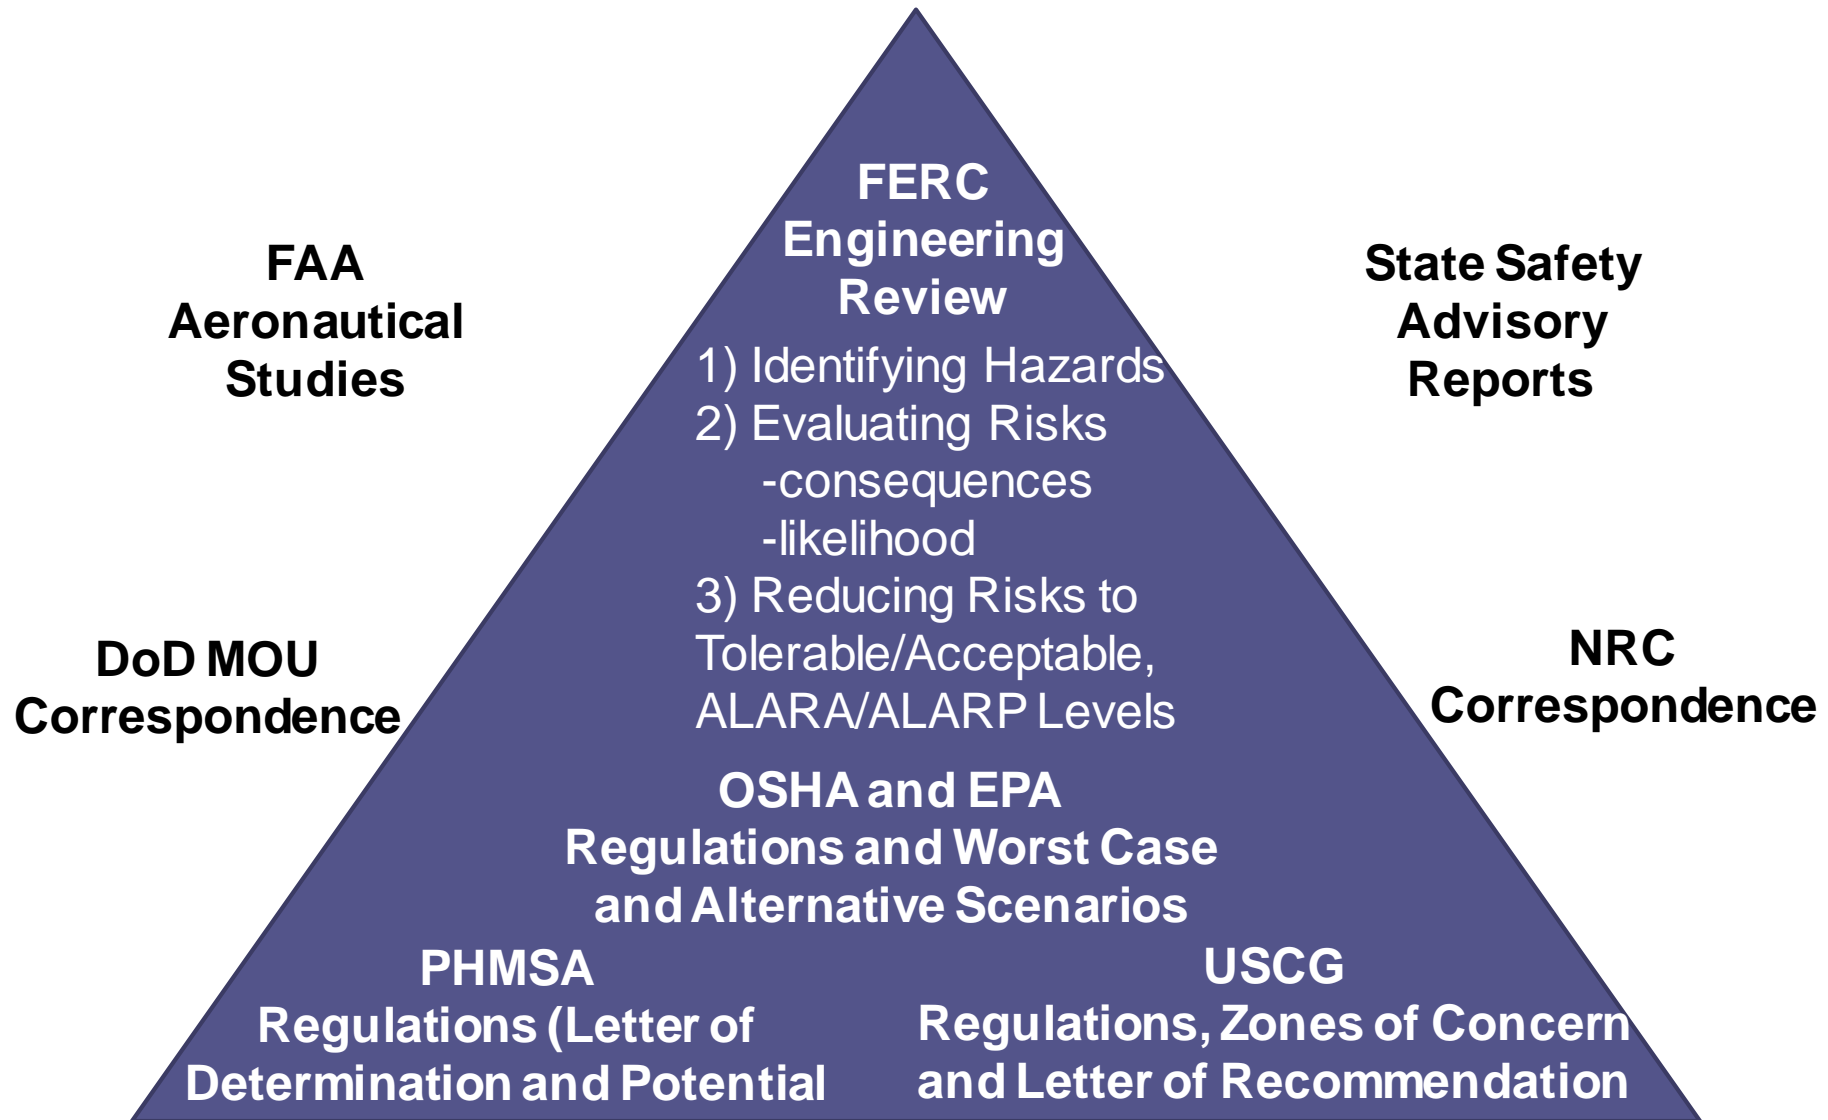 FERC
Engineering
Review
1) Identifying Hazards
2) Evaluating Risks
-consequences
-likelihood
3) Reducing Risks to
Tolerable/Acceptable,
ALARA/ALARP Levels
FAA
Aeronautical
Studies
State Safety
Advisory
Reports
DoD MOU
Correspondence
NRC
Correspondence
OSHA and EPA
Regulations and Worst Case
and Alternative Scenarios
PHMSA
Regulations (Letter of
Determination and Potential
USCG
Regulations, Zones of Concern
and Letter of Recommendation